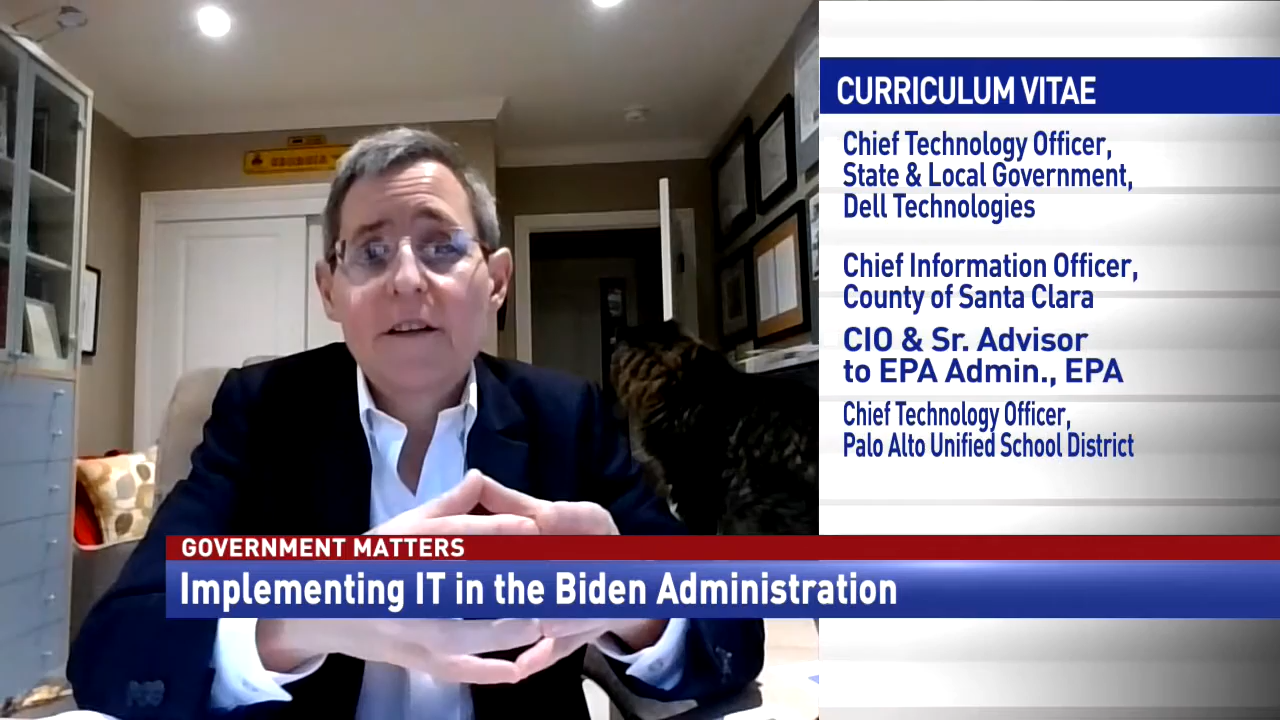 GEORGIA
CURRICULUM VITAE
Chief Technology Officer,
State & Local Government,
Dell Technologies
Chief Information Officer,
County of Santa Clara
CIO & Sr. Advisor
to EPA Admin., EPA
Chief Technology Officer,
Palo Alto Unified School District
GOVERNMENT MATTERS
Implementing IT in the Biden Administration